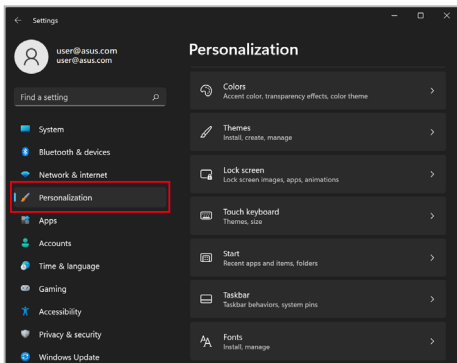 Settings
user@asus.com
user@asus.com
Find a setting
System
Bluetooth & devices
Network & internet
Personalization
Apps
Accounts
Time & language
Gaming
Accessibility
Privacy & security
Windows Update
Personalization
Colors
Accent color, transparency effects, color theme
Themes
Install, create, manage
Lock screen
Lock screen images, apps, animations
Touch keyboard
Themes, size
Start
Recent apps and items, folders
Taskbar
Taskbar behaviors, system pins
Fonts
Install, manage